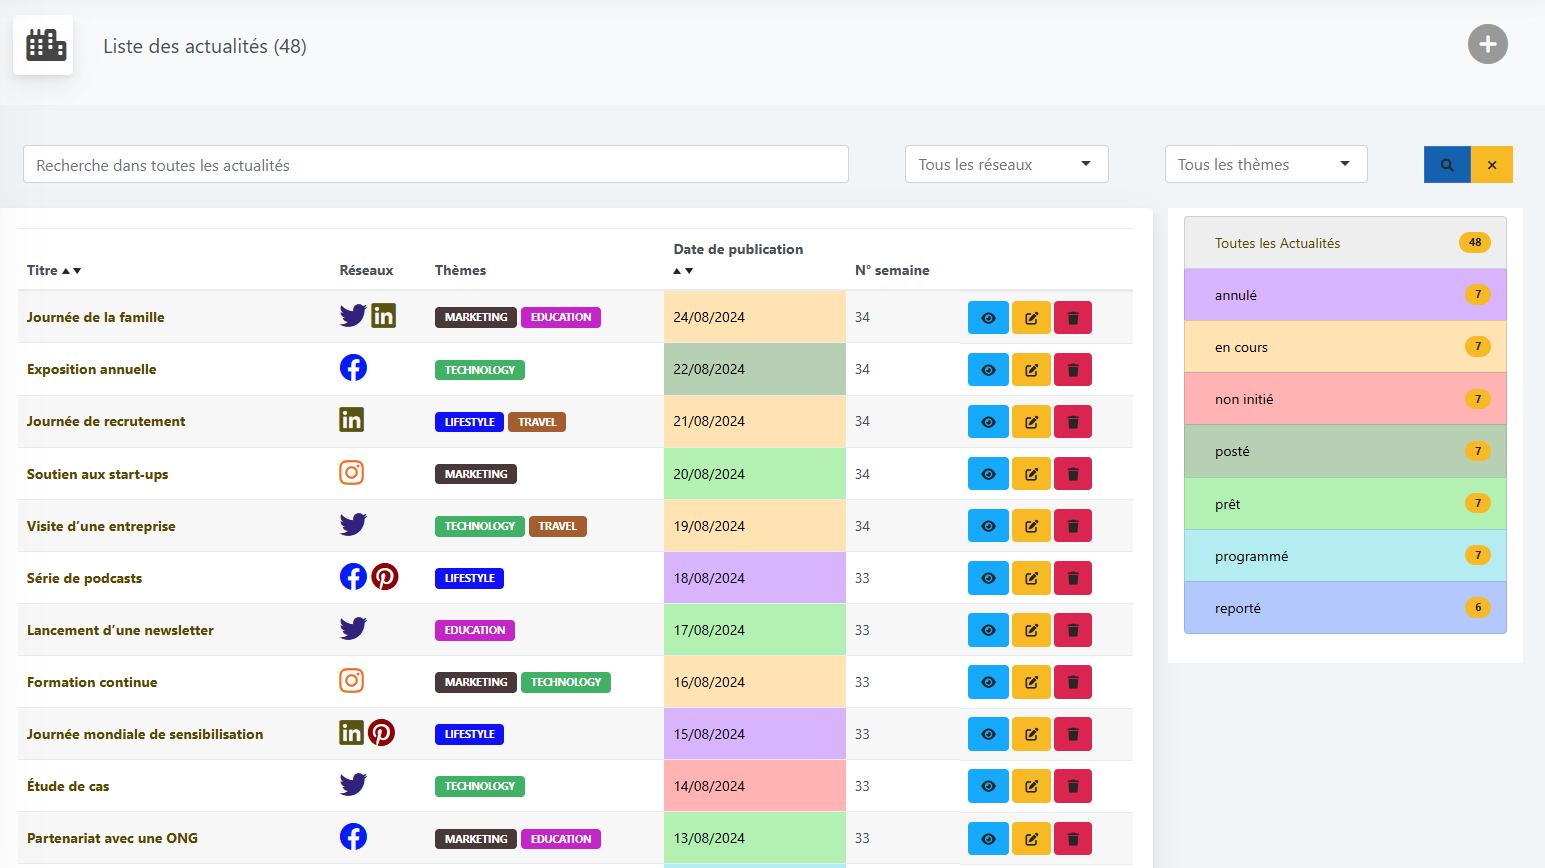 Liste des actualités (48)
Recherche dans toutes les actualités
Tous les réseaux
Tous les thèmes
Titre
Réseaux
Thèmes
Date de publication
N° semaine
Journée de la famille MARKETING EDUCATION 24/08/2024 34
Exposition annuelle TECHNOLOGY 22/08/2024 34
Journée de recrutement LIFESTYLE TRAVEL 21/08/2024 34
Soutien aux start-ups MARKETING 20/08/2024 34
Visite d’une entreprise TECHNOLOGY TRAVEL 19/08/2024 34
Série de podcasts LIFESTYLE 18/08/2024 33
Lancement d’une newsletter EDUCATION 17/08/2024 33
Formation continue MARKETING TECHNOLOGY 16/08/2024 33
Journée mondiale de sensibilisation LIFESTYLE 15/08/2024 33
Étude de cas TECHNOLOGY 14/08/2024 33
Partenariat avec une ONG MARKETING EDUCATION 13/08/2024 33
Toutes les Actualités 48
annulé 7
en cours 7
non initié 7
posté 7
prêt 7
programmé 7
reporté 6